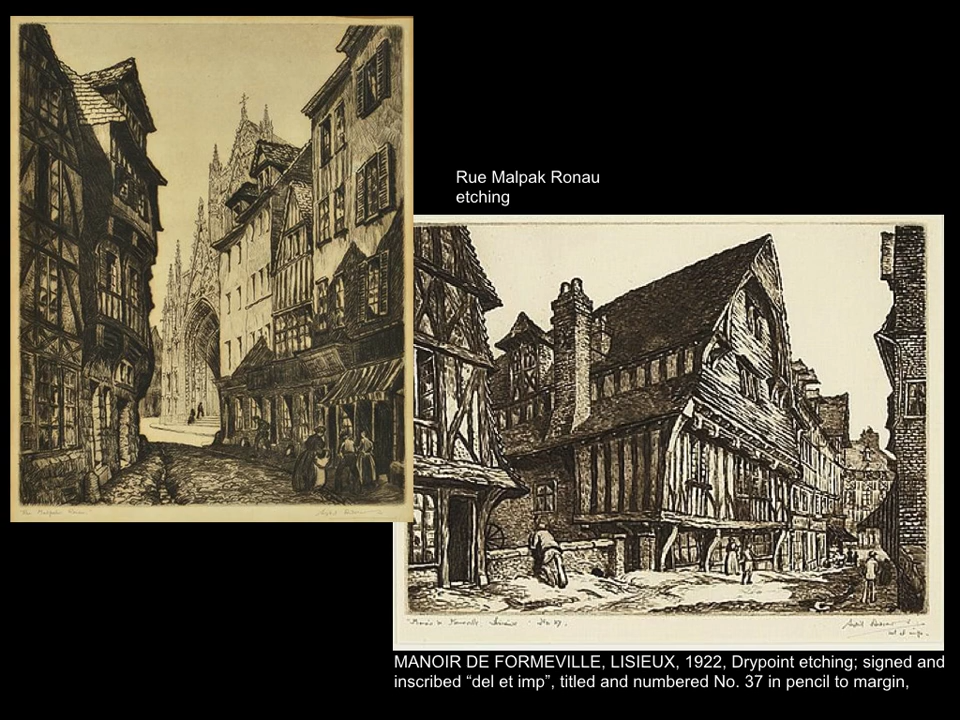 Rue Malpak Ronau
etching
MANOIR DE FORMEVILLE, LISIEUX, 1922, Drypoint etching; signed and
inscribed “del et imp”, titled and numbered No. 37 in pencil to margin,